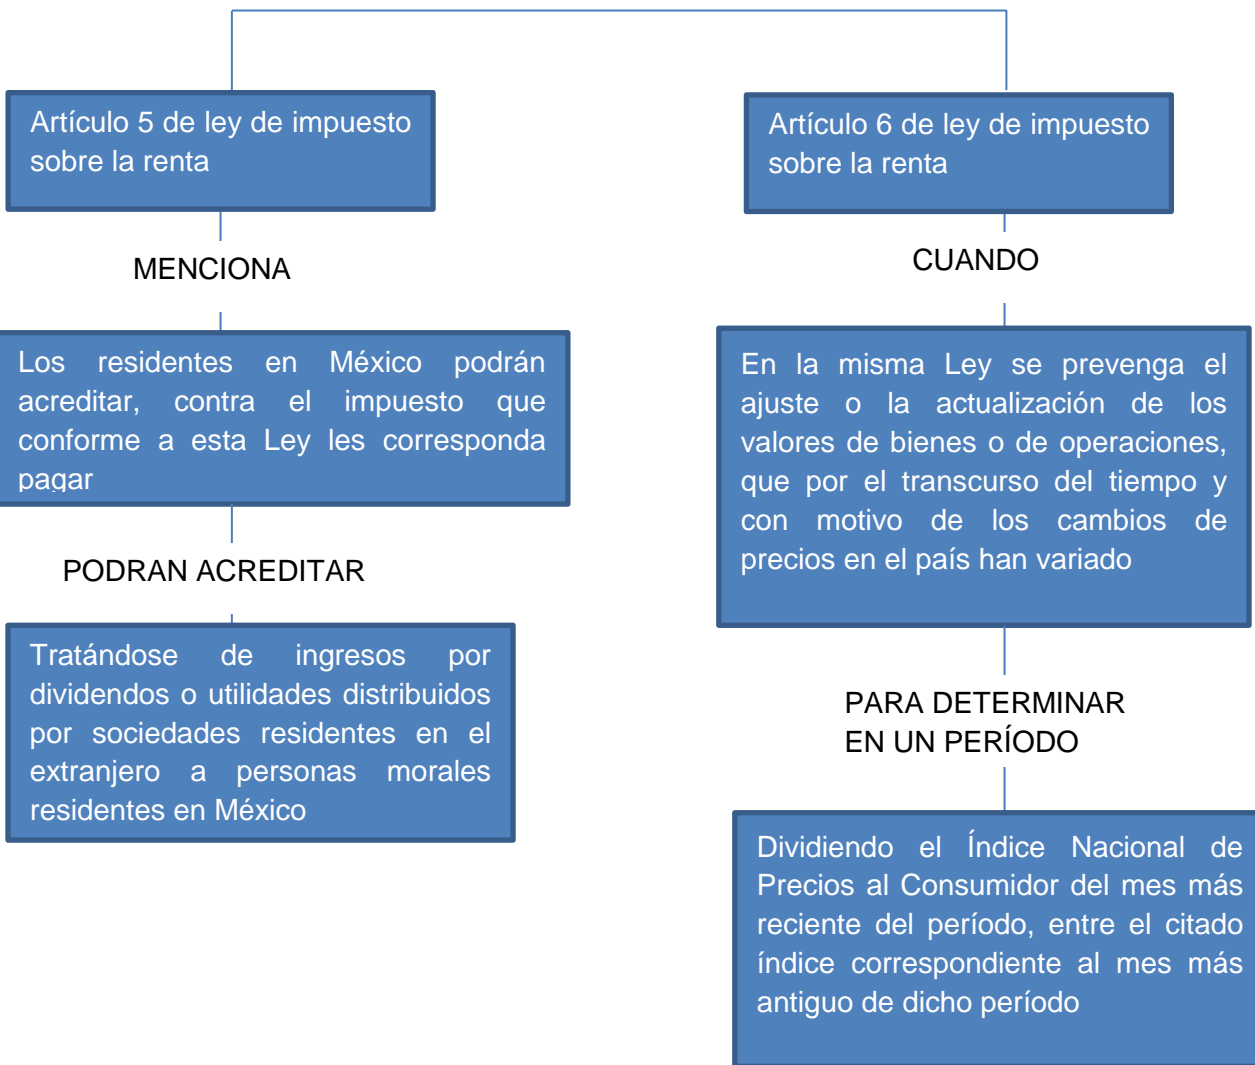 Artículo 5 de ley de impuesto
sobre la renta
MENCIONA
Los residentes en México podrán
acreditar, contra el impuesto que
conforme a esta Ley les corresponda
pagar
PODRAN ACREDITAR
Tratándose de ingresos por
dividendos o utilidades distribuidos
por sociedades residentes en el
extranjero a personas morales
residentes en México
Artículo 6 de ley de impuesto
sobre la renta
CUANDO
En la misma Ley se prevenga el
ajuste o la actualización de los
valores de bienes o de operaciones,
que por el transcurso del tiempo y
con motivo de los cambios de
precios en el país han variado
PARA DETERMINAR
EN UN PERÍODO
Dividiendo el Índice Nacional de
Precios al Consumidor del mes más
reciente del período, entre el citado
índice correspondiente al mes más
antiguo de dicho período